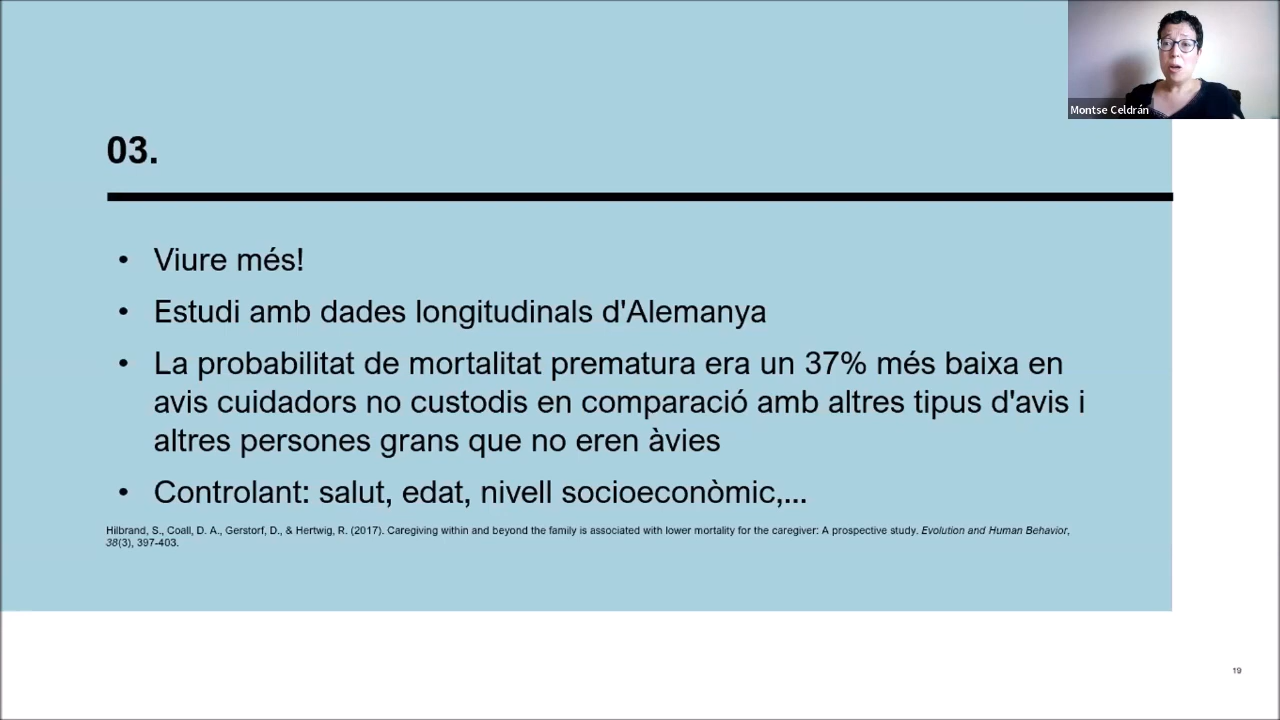 Montse Celdrán
03.
• Viure més!
• Estudi amb dades longitudinals d'Alemanya
• La probabilitat de mortalitat prematura era un 37% més baixa en
avis cuidadors no custodis en comparació amb altres tipus d'avis i
altres persones grans que no eren àvies
• Controlant: salut, edat, nivell socioeconòmic,...
Hilbrand, S., Coall, D. A., Gerstorf, D., & Hertwig, R. (2017). Caregiving within and beyond the family is associated with lower mortality for the caregiver: A prospective study. Evolution and Human Behavior,
38(3), 397-403.
19